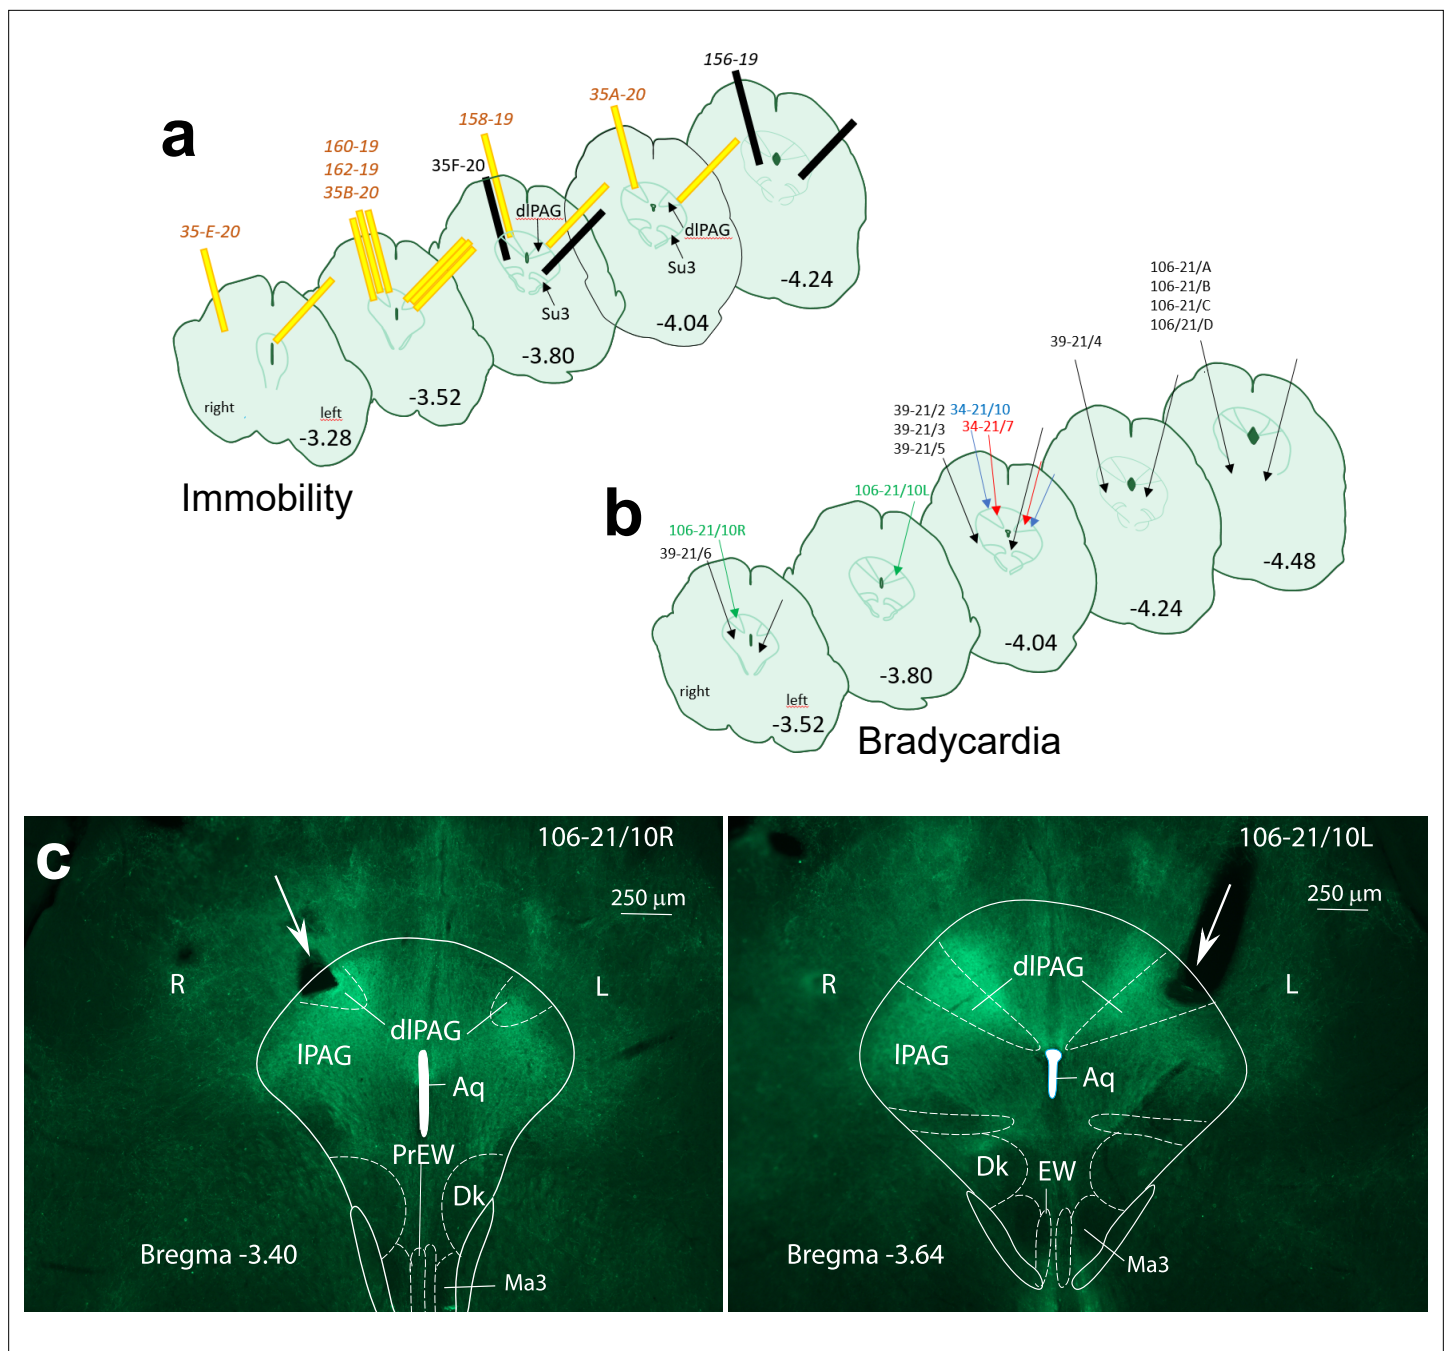 a
156-19
35A-20
158-19
160-19
162-19
35B-20
35F-20
35-E-20
dlPAG
Su3
dlPAG
Su3
right
left
-3.28
-3.52
-3.80
-4.04
-4.24
Immobility
b
106-21/A
106-21/B
106-21/C
106/21/D
39-21/4
39-21/2
39-21/3
39-21/5
34-21/10
34-21/7
106-21/10L
106-21/10R
39-21/6
right
left
-3.52
-3.80
-4.04
-4.24
-4.48
Bradycardia
c
106-21/10R
250 µm
R
L
dlPAG
lPAG
Aq
PrEW
Dk
Bregma -3.40
Ma3
106-21/10L
250 µm
R
L
dlPAG
lPAG
Aq
Dk
EW
Bregma -3.64
Ma3